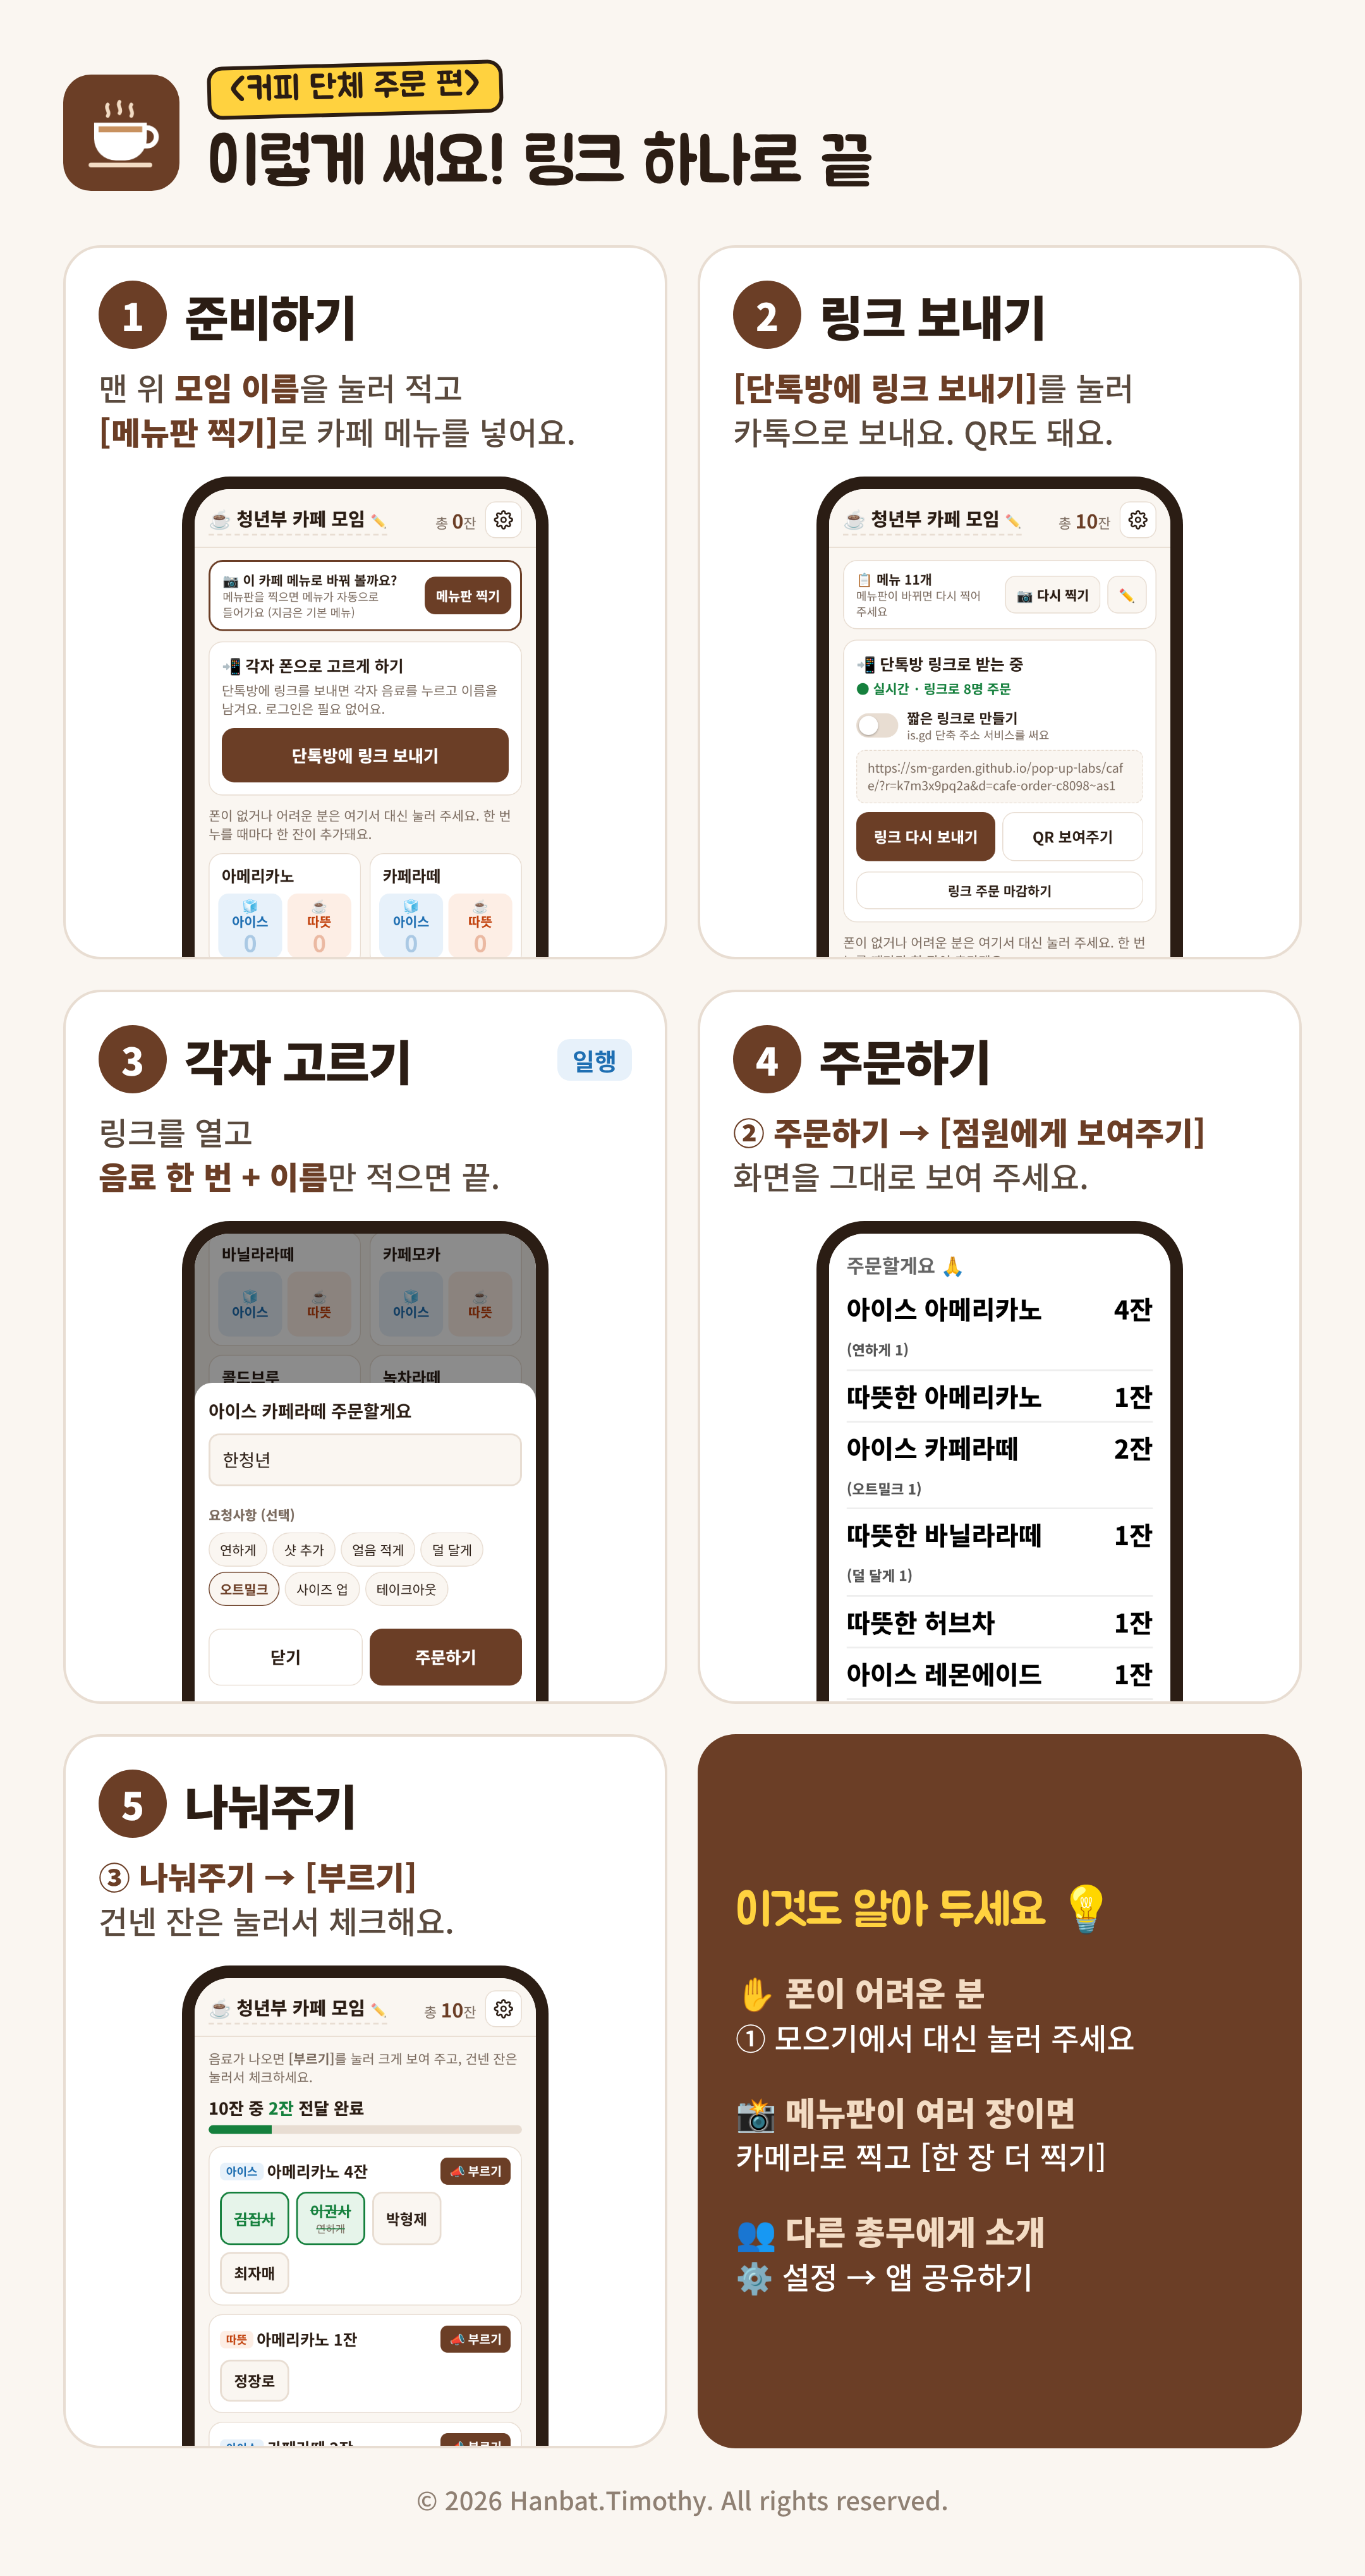 <커피 단체 주문 편>
이렇게 써요! 링크 하나로 끝
1 준비하기
맨 위 모임 이름을 눌러 적고
[메뉴판 찍기]로 카페 메뉴를 넣어요.
청년부 카페 모임
총 0잔
이 카페 메뉴로 바꿔 볼까요?
메뉴판을 찍으면 메뉴가 자동으로
들어가요 (지금은 기본 메뉴)
메뉴판 찍기
각자 폰으로 고르게 하기
단톡방에 링크를 보내면 각자 음료를 누르고 이름을
남겨요. 로그인은 필요 없어요.
단톡방에 링크 보내기
폰이 없거나 어려운 분은 여기서 대신 눌러 주세요. 한 번
누를 때마다 한 잔이 추가돼요.
아메리카노
카페라떼
아이스 따뜻 아이스 따뜻
0 0 0 0
2 링크 보내기
[단톡방에 링크 보내기]를 눌러
카톡으로 보내요. QR도 돼요.
청년부 카페 모임
총 10잔
메뉴 11개
메뉴판이 바뀌면 다시 찍어
주세요
다시 찍기
단톡방 링크로 받는 중
실시간 · 링크로 8명 주문
짧은 링크로 만들기
is.gd 단축 주소 서비스를 써요
https://sm-garden.github.io/pop-up-labs/caf
e/?r=k7m3x9pq2a&d=cafe-order-c8098~as1
링크 다시 보내기
QR 보여주기
링크 주문 마감하기
폰이 없거나 어려운 분은 여기서 대신 눌러 주세요. 한 번
3 각자 고르기
일행
링크를 열고
음료 한 번 + 이름만 적으면 끝.
바닐라라떼
카페모카
아이스 따뜻 아이스 따뜻
콜드브루
녹차라떼
아이스 카페라떼 주문할게요
한청년
요청사항 (선택)
연하게 샷 추가 얼음 적게 덜 달게
오트밀크 사이즈 업 테이크아웃
닫기
주문하기
4 주문하기
② 주문하기 → [점원에게 보여주기]
화면을 그대로 보여 주세요.
주문할게요
아이스 아메리카노 4잔
(연하게 1)
따뜻한 아메리카노 1잔
아이스 카페라떼 2잔
(오트밀크 1)
따뜻한 바닐라라떼 1잔
(덜 달게 1)
따뜻한 허브차 1잔
아이스 레몬에이드 1잔
5 나눠주기
③ 나눠주기 → [부르기]
건넨 잔은 눌러서 체크해요.
청년부 카페 모임
총 10잔
음료가 나오면 [부르기]를 눌러 크게 보여 주고, 건넨 잔은
눌러서 체크하세요.
10잔 중 2잔 전달 완료
아이스 아메리카노 4잔
부르기
김집사
이권사
연하게
박형제
최자매
따뜻 아메리카노 1잔
부르기
정장로
이것도 알아 두세요
폰이 어려운 분
① 모으기에서 대신 눌러 주세요
메뉴판이 여러 장이면
카메라로 찍고 [한 장 더 찍기]
다른 총무에게 소개
설정 → 앱 공유하기
© 2026 Hanbat.Timothy. All rights reserved.